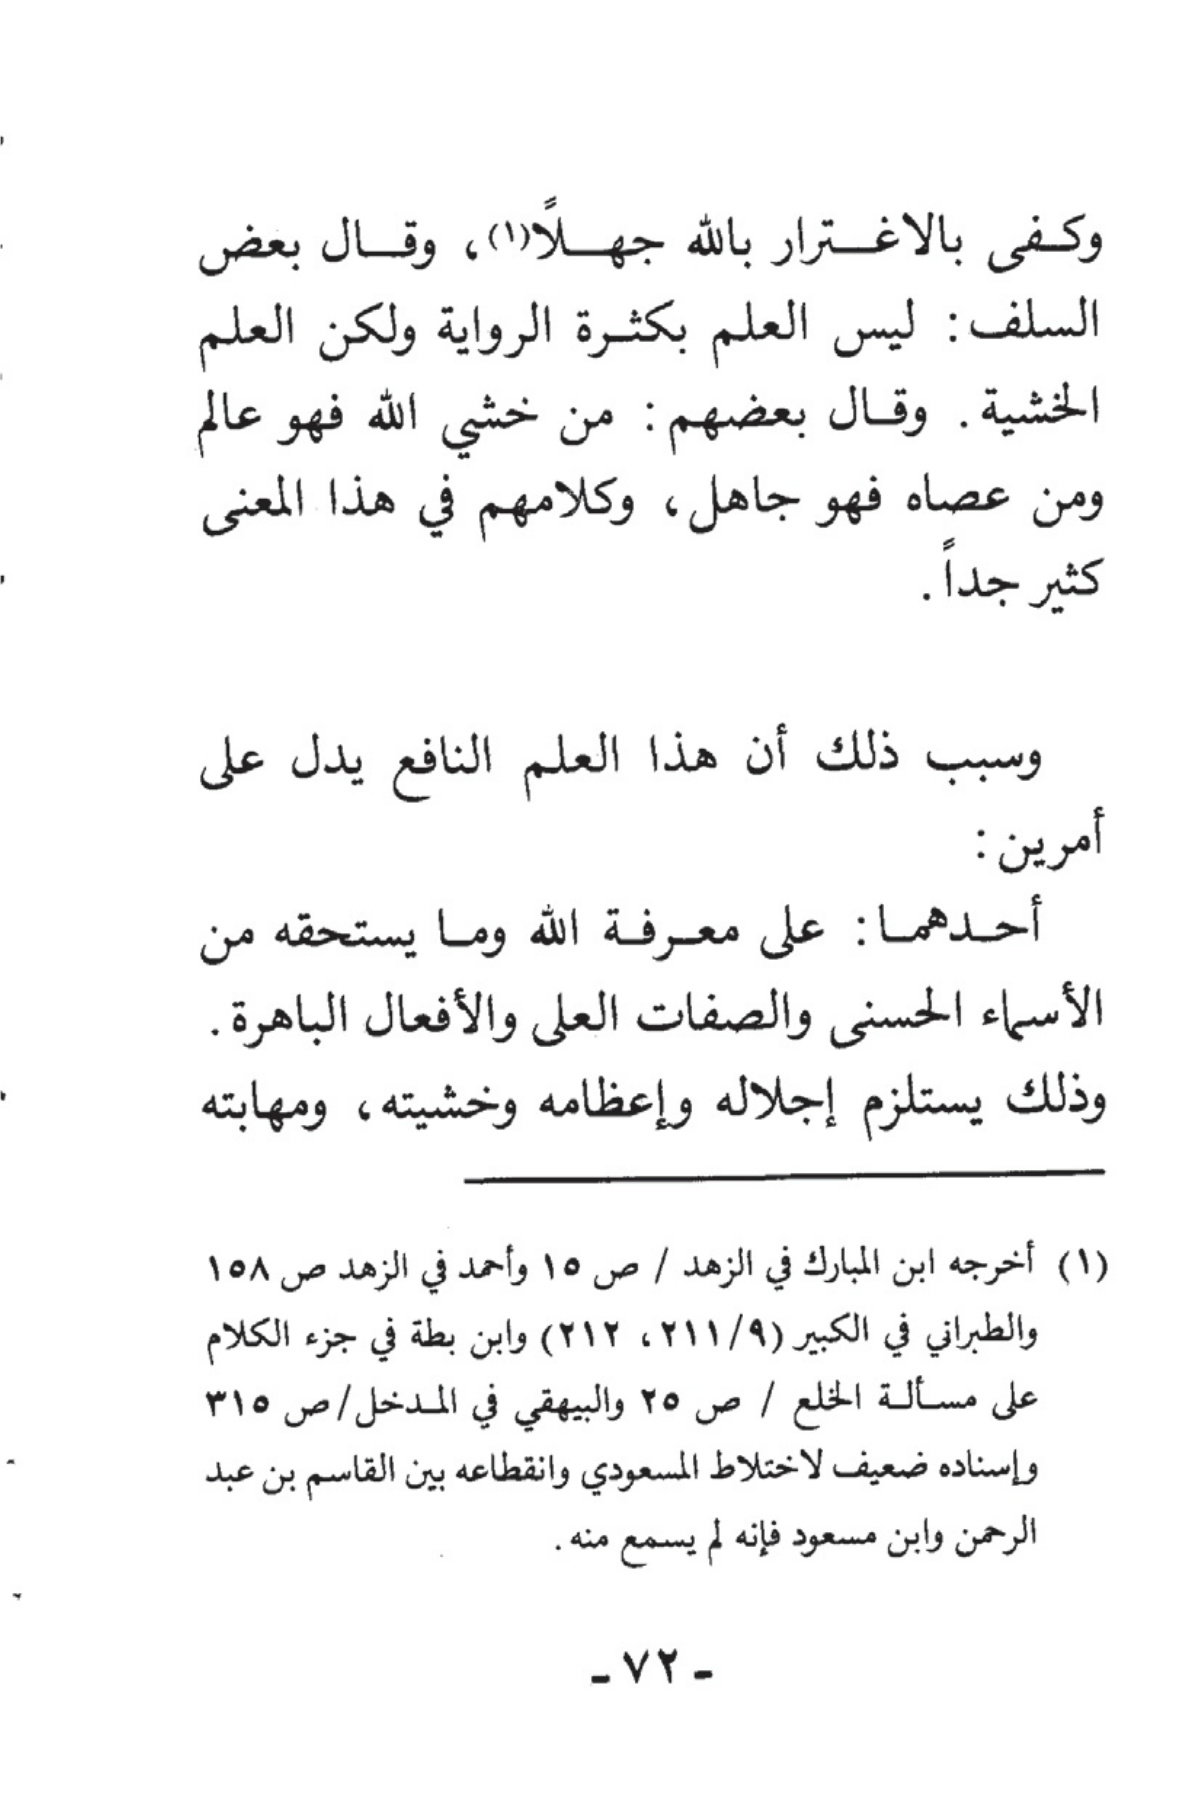 وكفى بالاغترار بالله جهلاً(١)، وقال بعض
السلف: ليس العلم بكثرة الرواية ولكن العلم
الخشية. وقال بعضهم: من خشي الله فهو عالم
ومن عصاه فهو جاهل، وكلامهم في هذا المعنى
كثير جداً.
وسبب ذلك أن هذا العلم النافع يدل على
أمرين:
أحدهما: على معرفة الله وما يستحقه من
الأسماء الحسنى والصفات العلى والأفعال الباهرة.
وذلك يستلزم إجلاله وإعظامه وخشيته، ومهابته
(١) أخرجه ابن المبارك في الزهد / ص ١٥ وأحمد في الزهد ص ١٥٨
والطبراني في الكبير (٢١١/٩، ٢١٢) وابن بطة في جزء الكلام
على مسألة الخلع / ص ٢٥ والبيهقي في المدخل/ ص ٣١٥
وإسناده ضعيف لاختلاط المسعودي وانقطاعه بين القاسم بن عبد
الرحمن وابن مسعود فإنه لم يسمع منه.
- ٧٢ -